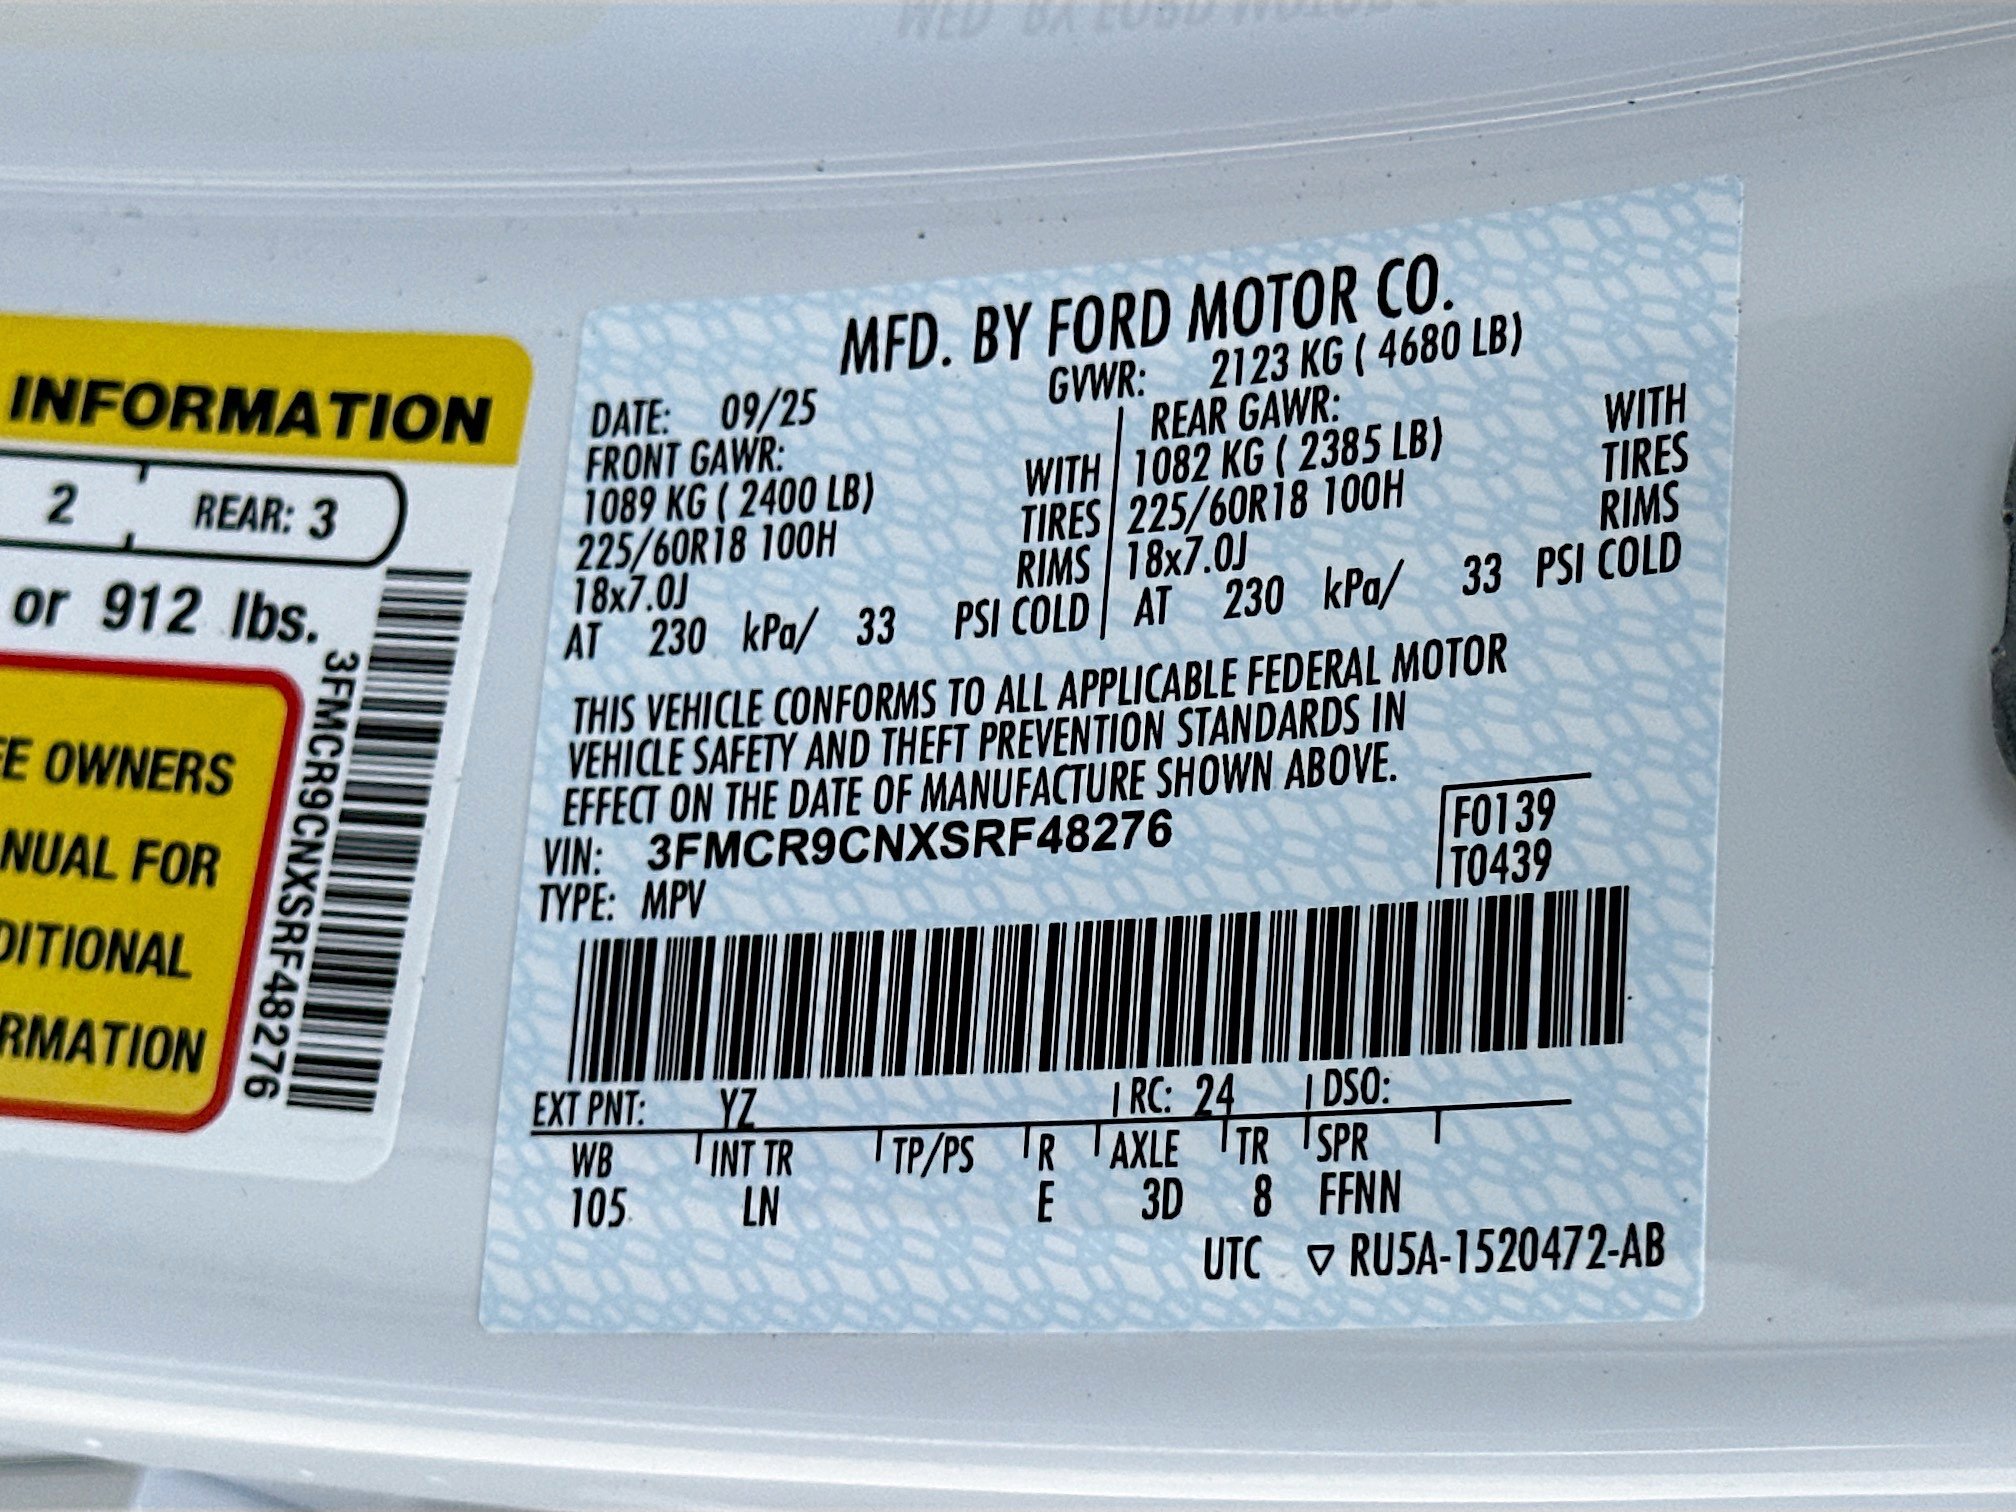 INFORMATION
2 REAR: 3
or 912 lbs.
OWNERS
FOR
3FMCR9CNXSRF48276
MFD. BY FORD MOTOR CO.
DATE: 09/25 GVWR: 2123 KG ( 4680 LB)
FRONT GAWR: REAR GAWR:
1089 KG ( 2400 LB) WITH 1082 KG ( 2385 LB) WITH
225/60R18 100H TIRES 225/60R18 100H TIRES
18x7.0J RIMS 18x7.0J RIMS
AT 230 kPa/ 33 PSI COLD AT 230 kPa/ 33 PSI COLD
THIS VEHICLE CONFORMS TO ALL APPLICABLE FEDERAL MOTOR
VEHICLE SAFETY AND THEFT PREVENTION STANDARDS IN
EFFECT ON THE DATE OF MANUFACTURE SHOWN ABOVE.
VIN: 3FMCR9CNXSRF48276 F0139
TYPE: MPV T0439
EXT PNT: YZ RC: 24 DSO:
WB INT TR TP/PS R AXLE TR SPR
105 LN E 3D 8 FFNN
UTC ▽ RU5A-1520472-AB